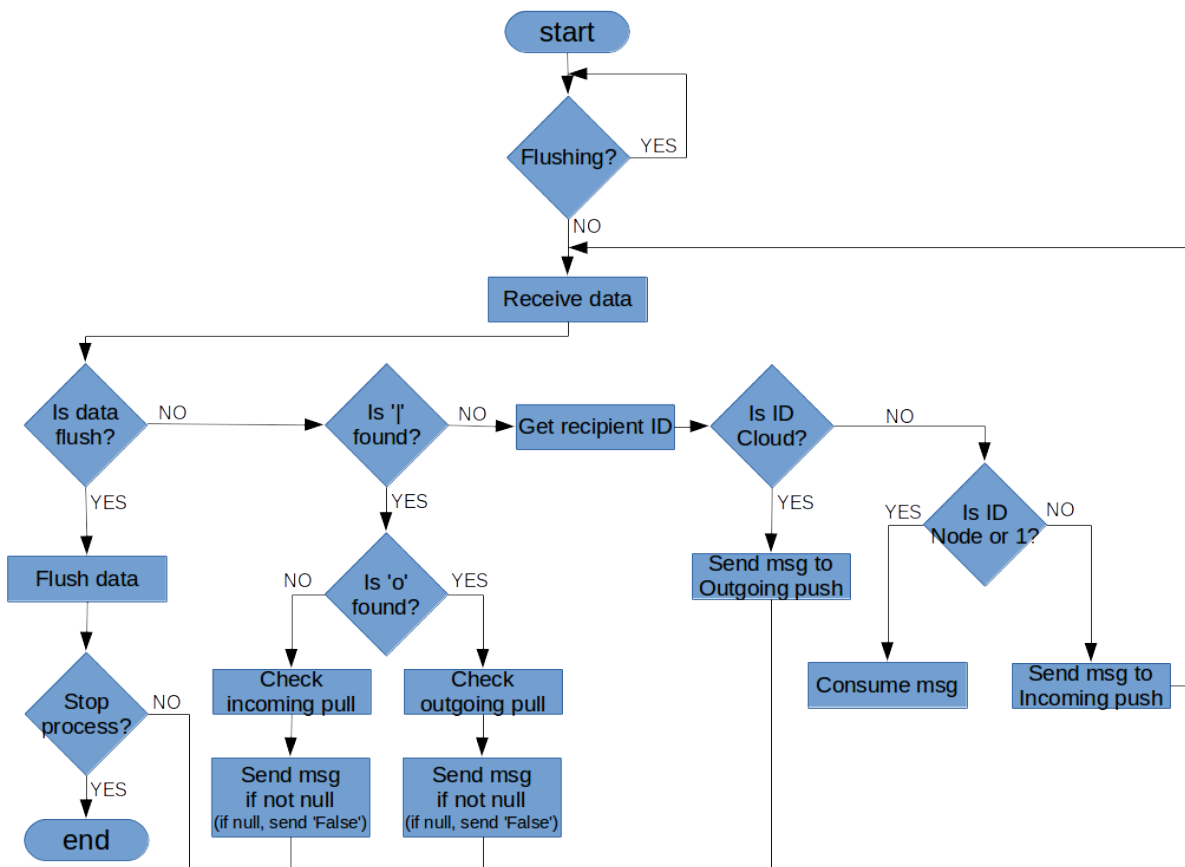 start
Flushing?
YES
NO
Receive data
Is data
flush?
NO
Is '|'
found?
NO
Get recipient ID
Is ID
Cloud?
NO
YES
YES
YES
Is ID
Node or 1?
YES
NO
Flush data
Is 'o'
found?
NO
YES
Send msg to
Outgoing push
Stop
process?
NO
Check
incoming pull
Check
outgoing pull
Consume msg
Send msg to
Incoming push
YES
Send msg
if not null
(if null, send 'False')
Send msg
if not null
(if null, send 'False')
end